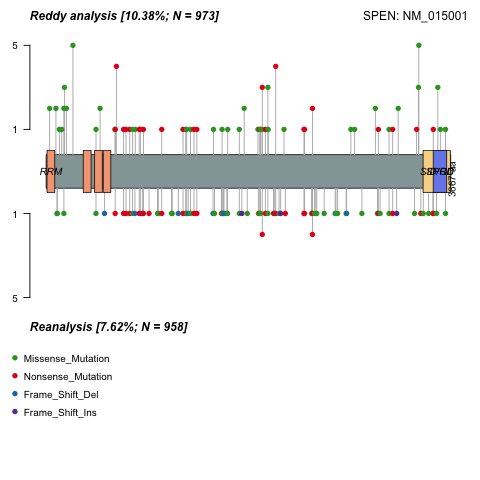 Reddy analysis [10.38%; N = 973]
SPEN: NM_015001
5
1
RRM
1
5
Reanalysis [7.62%; N = 958]
Missense_Mutation
Nonsense_Mutation
Frame_Shift_Del
Frame_Shift_Ins